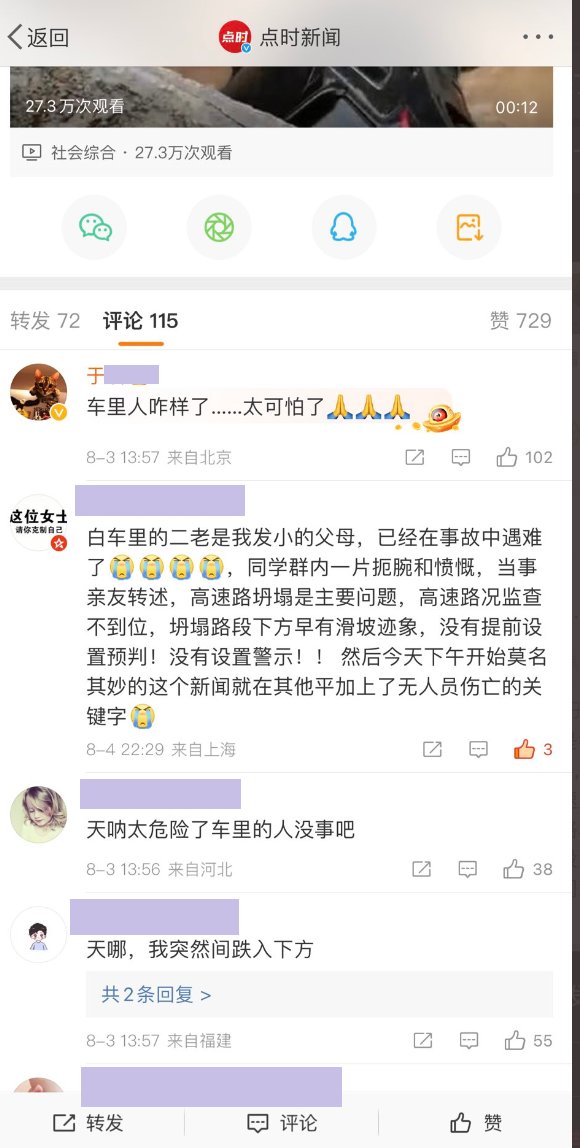 返回
点时
点时新闻
27.3万次观看
00:12
社会综合 · 27.3万次观看
转发 72
评论 115
赞 729
于
车里人咋样了……太可怕了🙏🙏🙏
8-3 13:57 来自北京
102
这位女士
请你克制自己
白车里的二老是我发小的父母，已经在事故中遇难
了😭😭😭😭，同学群内一片扼腕和愤慨，当事
亲友转述，高速路坍塌是主要问题，高速路况监查
不到位，坍塌路段下方早有滑坡迹象，没有提前设
置预判！没有设置警示！！ 然后今天下午开始莫名
其妙的这个新闻就在其他平加上了无人员伤亡的关
键字😭
8-4 22:29 来自上海
3
天呐太危险了车里的人没事吧
8-3 13:56 来自河北
38
天哪，我突然间跌入下方
共2条回复 >
8-3 13:57 来自福建
55
转发
评论
赞